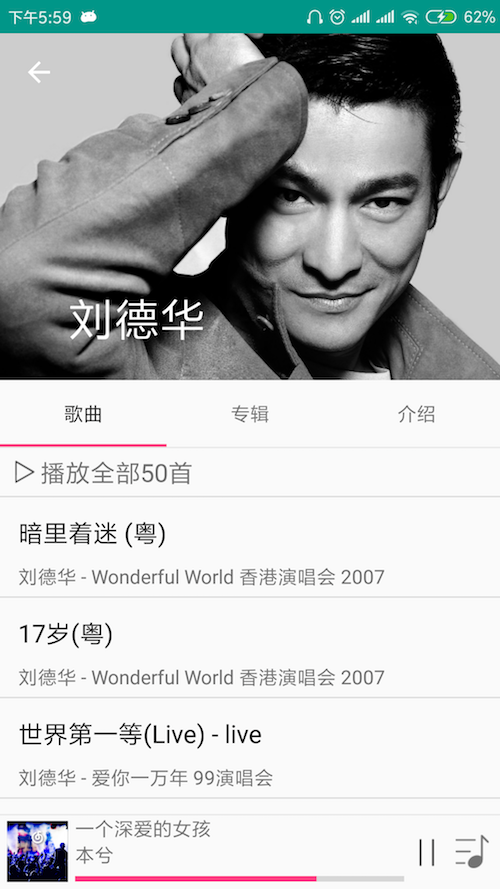 下午5:59 62%
刘德华
歌曲 专辑 介绍
播放全部50首
暗里着迷 (粤)
刘德华 - Wonderful World 香港演唱会 2007
17岁(粤)
刘德华 - Wonderful World 香港演唱会 2007
世界第一等(Live) - live
刘德华 - 爱你一万年 99演唱会
一个深爱的女孩
本兮